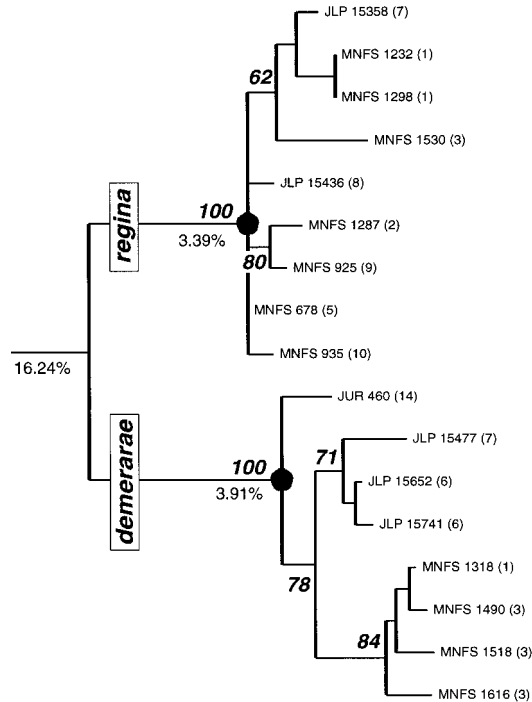 JLP 15358 (7)
MNFS 1232 (1)
62
MNFS 1298 (1)
MNFS 1530 (3)
JLP 15436 (8)
regina
100
3.39%
MNFS 1287 (2)
80
MNFS 925 (9)
MNFS 678 (5)
MNFS 935 (10)
16.24%
JUR 460 (14)
demerarae
100
3.91%
71
JLP 15477 (7)
JLP 15652 (6)
JLP 15741 (6)
78
MNFS 1318 (1)
MNFS 1490 (3)
84
MNFS 1518 (3)
MNFS 1616 (3)